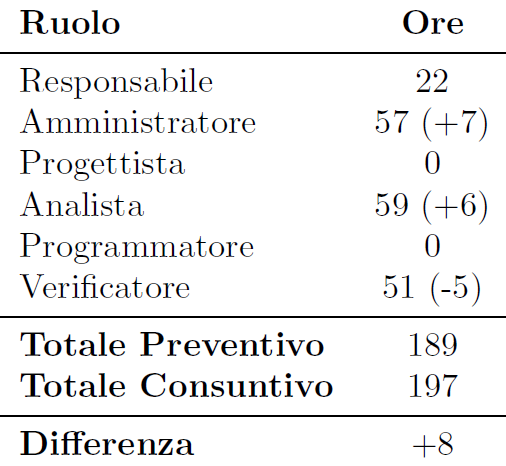 Ruolo Ore
Responsabile 22
Amministratore 57 (+7)
Progettista 0
Analista 59 (+6)
Programmatore 0
Verificatore 51 (-5)
Totale Preventivo 189
Totale Consuntivo 197
Differenza +8